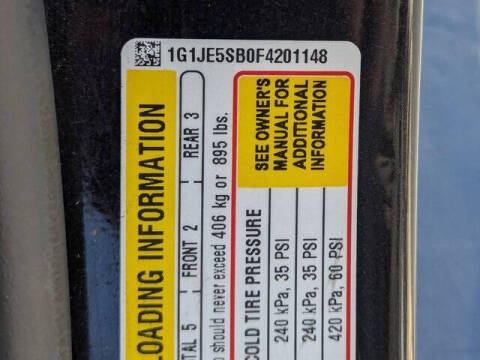 1G1JE5SB0F4201148
LOADING INFORMATION
TAL 5 | FRONT 2 | REAR 3
should never exceed 406 kg or 895 lbs.
COLD TIRE PRESSURE
240 kPa, 35 PSI
240 kPa, 35 PSI
420 kPa, 60 PSI
SEE OWNER'S
MANUAL FOR
ADDITIONAL
INFORMATION